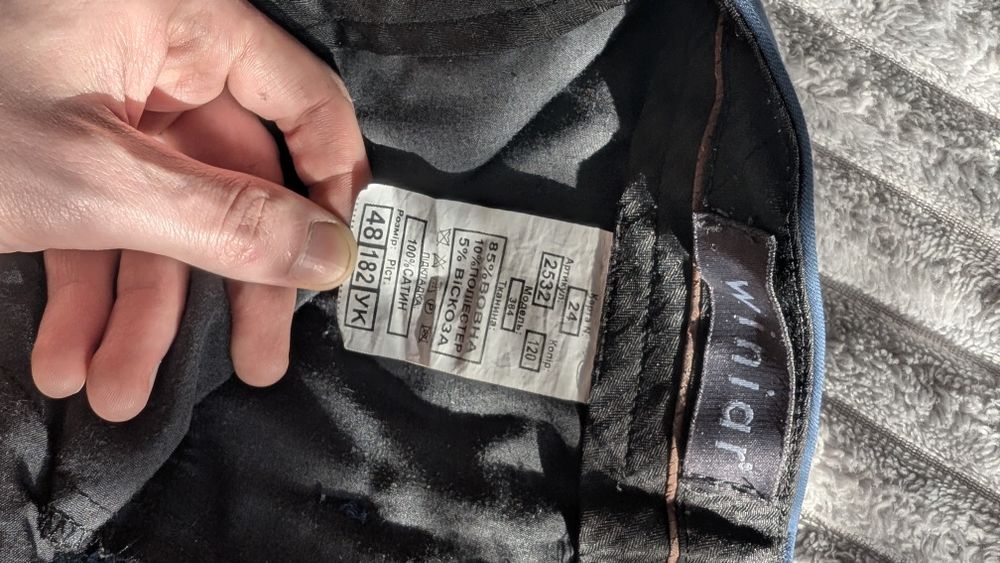 winiar
24
Артикул Колір
2532 120
Модель:
384
Тканина:
85%ВОВНА
10%ПОЛІЕСТЕР
5% ВІСКОЗА
ПІДКЛАДКА
100%САТИН
Розмір: Ріст:
48 182 УК